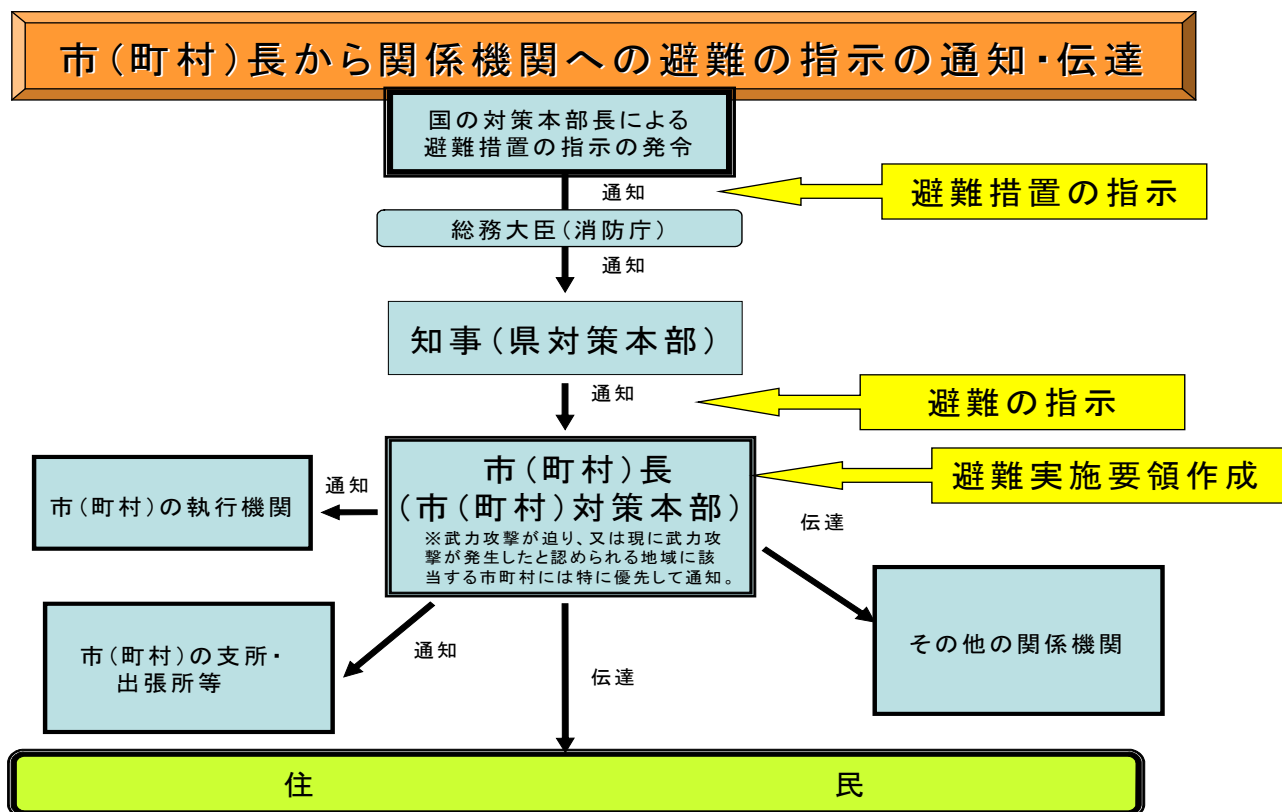 市(町村)長から関係機関への避難の指示の通知・伝達
国の対策本部長による
避難措置の指示の発令
通知
避難措置の指示
総務大臣(消防庁)
通知
知事(県対策本部)
通知
避難の指示
市(町村)長
(市(町村)対策本部)
※武力攻撃が迫り、又は現に武力攻
撃が発生したと認められる地域に該
当する市町村には特に優先して通知。
避難実施要領作成
通知
市(町村)の執行機関
伝達
その他の関係機関
通知
市(町村)の支所・
出張所等
伝達
住 民